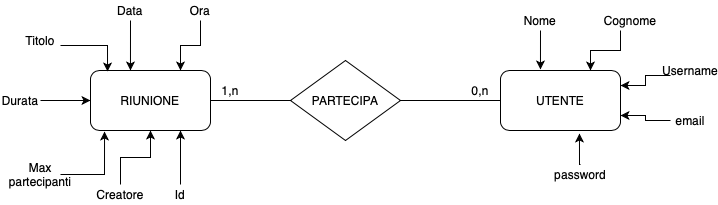 Data
Ora
Nome
Cognome
Titolo
Username
Durata
RIUNIONE
1,n
PARTECIPA
0,n
UTENTE
email
Max
partecipanti
Creatore
Id
password